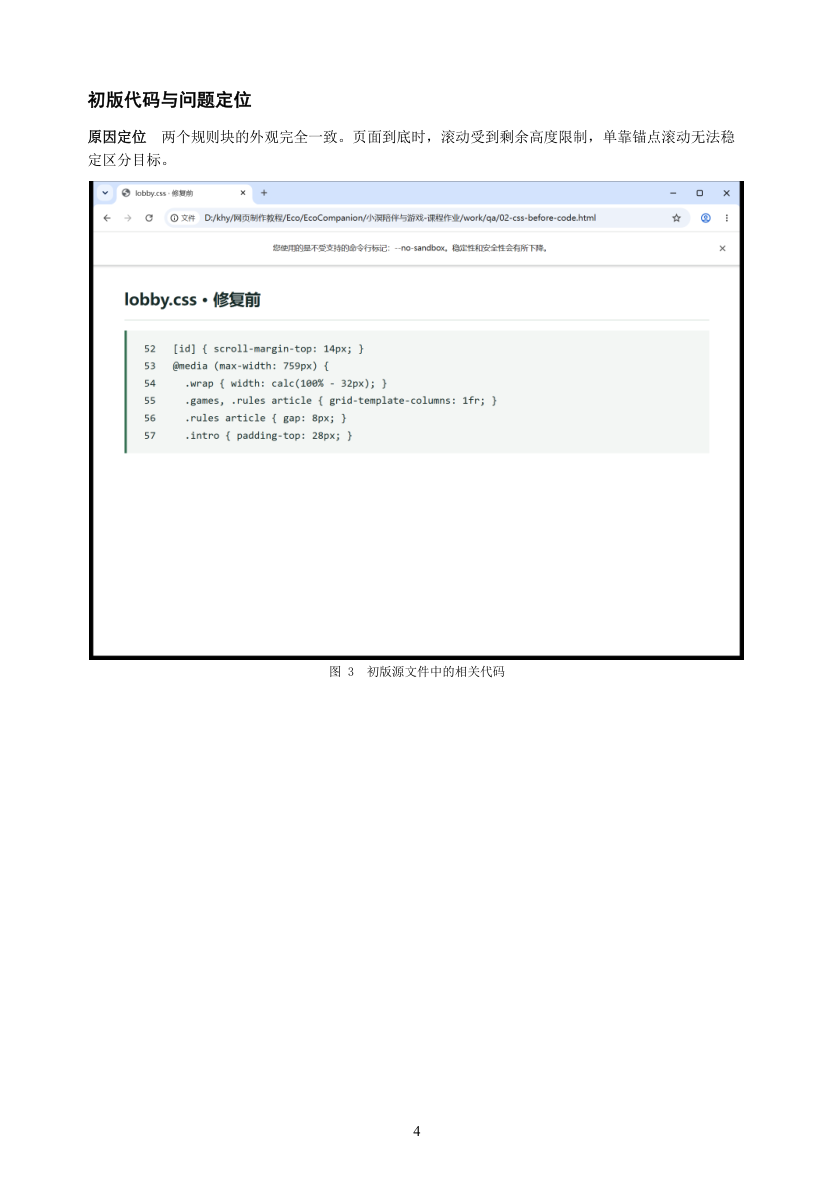 初版代码与问题定位
原因定位　两个规则块的外观完全一致。页面到底时，滚动受到剩余高度限制，单靠锚点滚动无法稳
定区分目标。
lobby.css · 修复前
文件 D:/khy/网页制作教程/Eco/EcoCompanion/小漠陪伴与游戏-课程作业/work/qa/02-css-before-code.html
您使用的是不受支持的命令行标记：--no-sandbox。稳定性和安全性会有所下降。
lobby.css · 修复前
52 [id] { scroll-margin-top: 14px; }
53 @media (max-width: 759px) {
54 .wrap { width: calc(100% - 32px); }
55 .games, .rules article { grid-template-columns: 1fr; }
56 .rules article { gap: 8px; }
57 .intro { padding-top: 28px; }
图 3　初版源文件中的相关代码
4